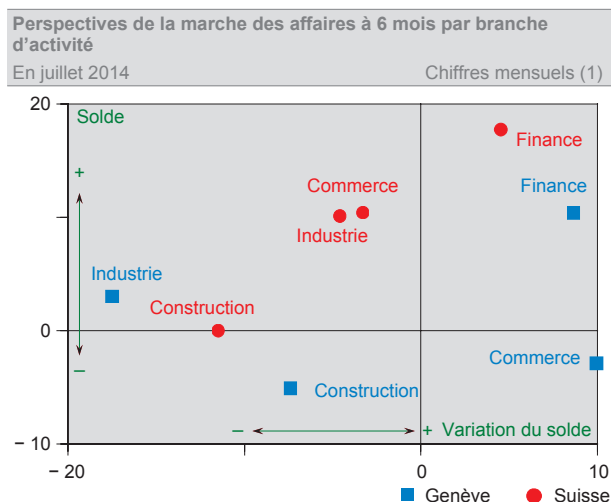 Perspectives de la marche des affaires à 6 mois par branche
d'activité
En juillet 2014 Chiffres mensuels (1)
20
Solde
Finance
+
Commerce
Finance
Industrie
Industrie
Construction
0
Commerce
–
Construction
– + Variation du solde
– 10
– 20 0 10
Genève Suisse